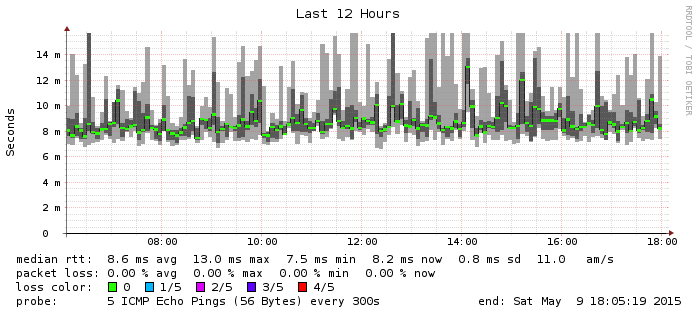 Last 12 Hours
RRDTOOL / TOBI OETIKER
Seconds
14 m
12 m
10 m
8 m
6 m
4 m
2 m
0
08:00 10:00 12:00 14:00 16:00 18:00
median rtt: 8.6 ms avg 13.0 ms max 7.5 ms min 8.2 ms now 0.8 ms sd 11.0 am/s
packet loss: 0.00 % avg 0.00 % max 0.00 % min 0.00 % now
loss color: 0 1/5 2/5 3/5 4/5
probe: 5 ICMP Echo Pings (56 Bytes) every 300s end: Sat May 9 18:05:19 2015